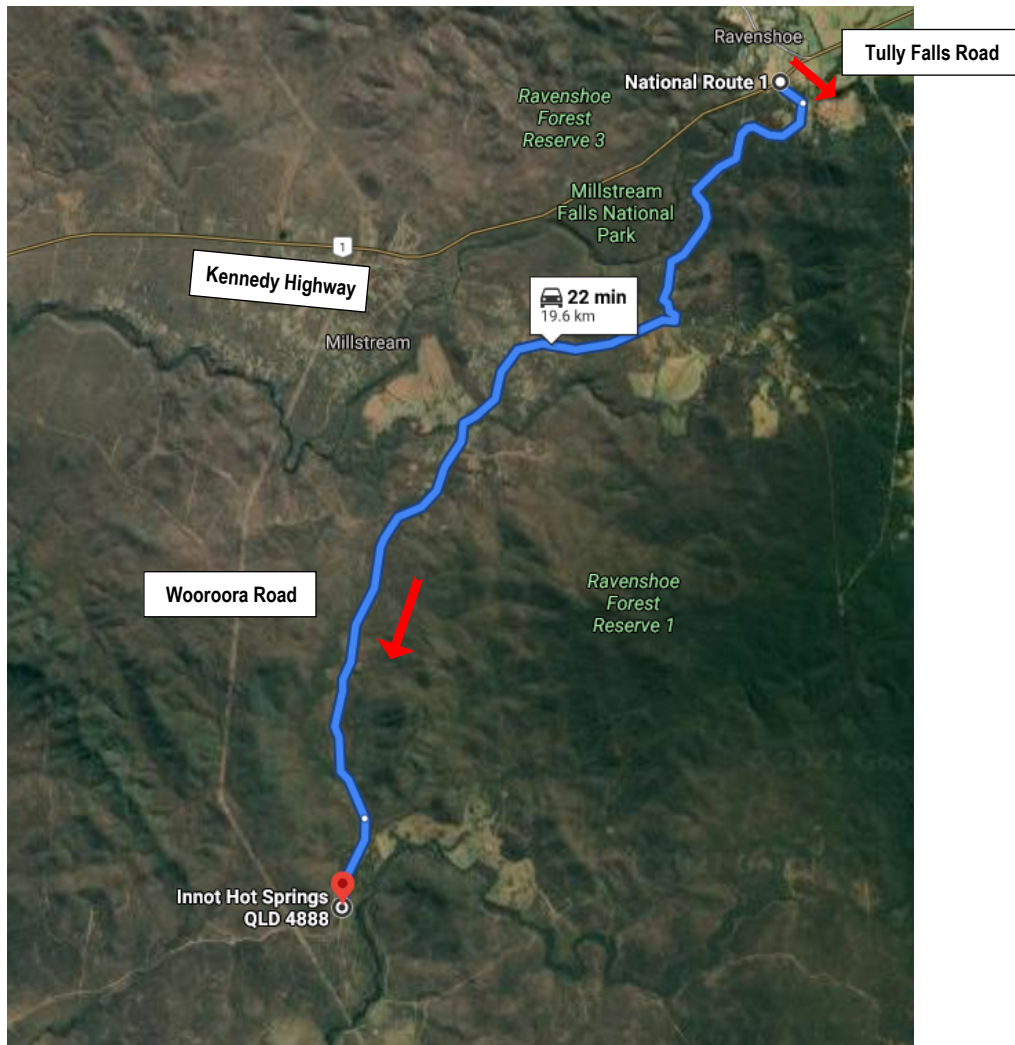 Ravenshoe
Tully Falls Road
National Route 1
Ravenshoe
Forest
Reserve 3
Millstream
Falls National
Park
1
Kennedy Highway
22 min
19.6 km
Millstream
Wooroora Road
Ravenshoe
Forest
Reserve 1
Innot Hot Springs
QLD 4888